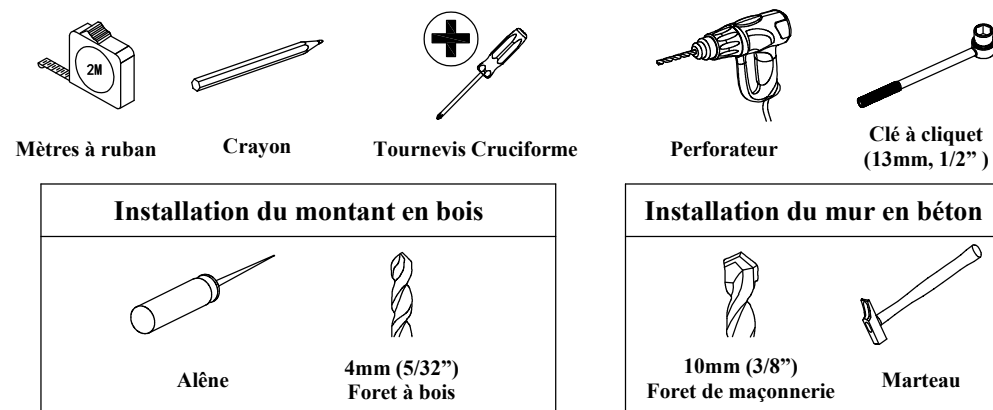 2M
Mètres à ruban
Crayon
Tournevis Cruciforme
Perforateur
Clé à cliquet
(13mm, 1/2” )
Installation du montant en bois
Alêne
4mm (5/32”)
Foret à bois
Installation du mur en béton
10mm (3/8”)
Foret de maçonnerie
Marteau